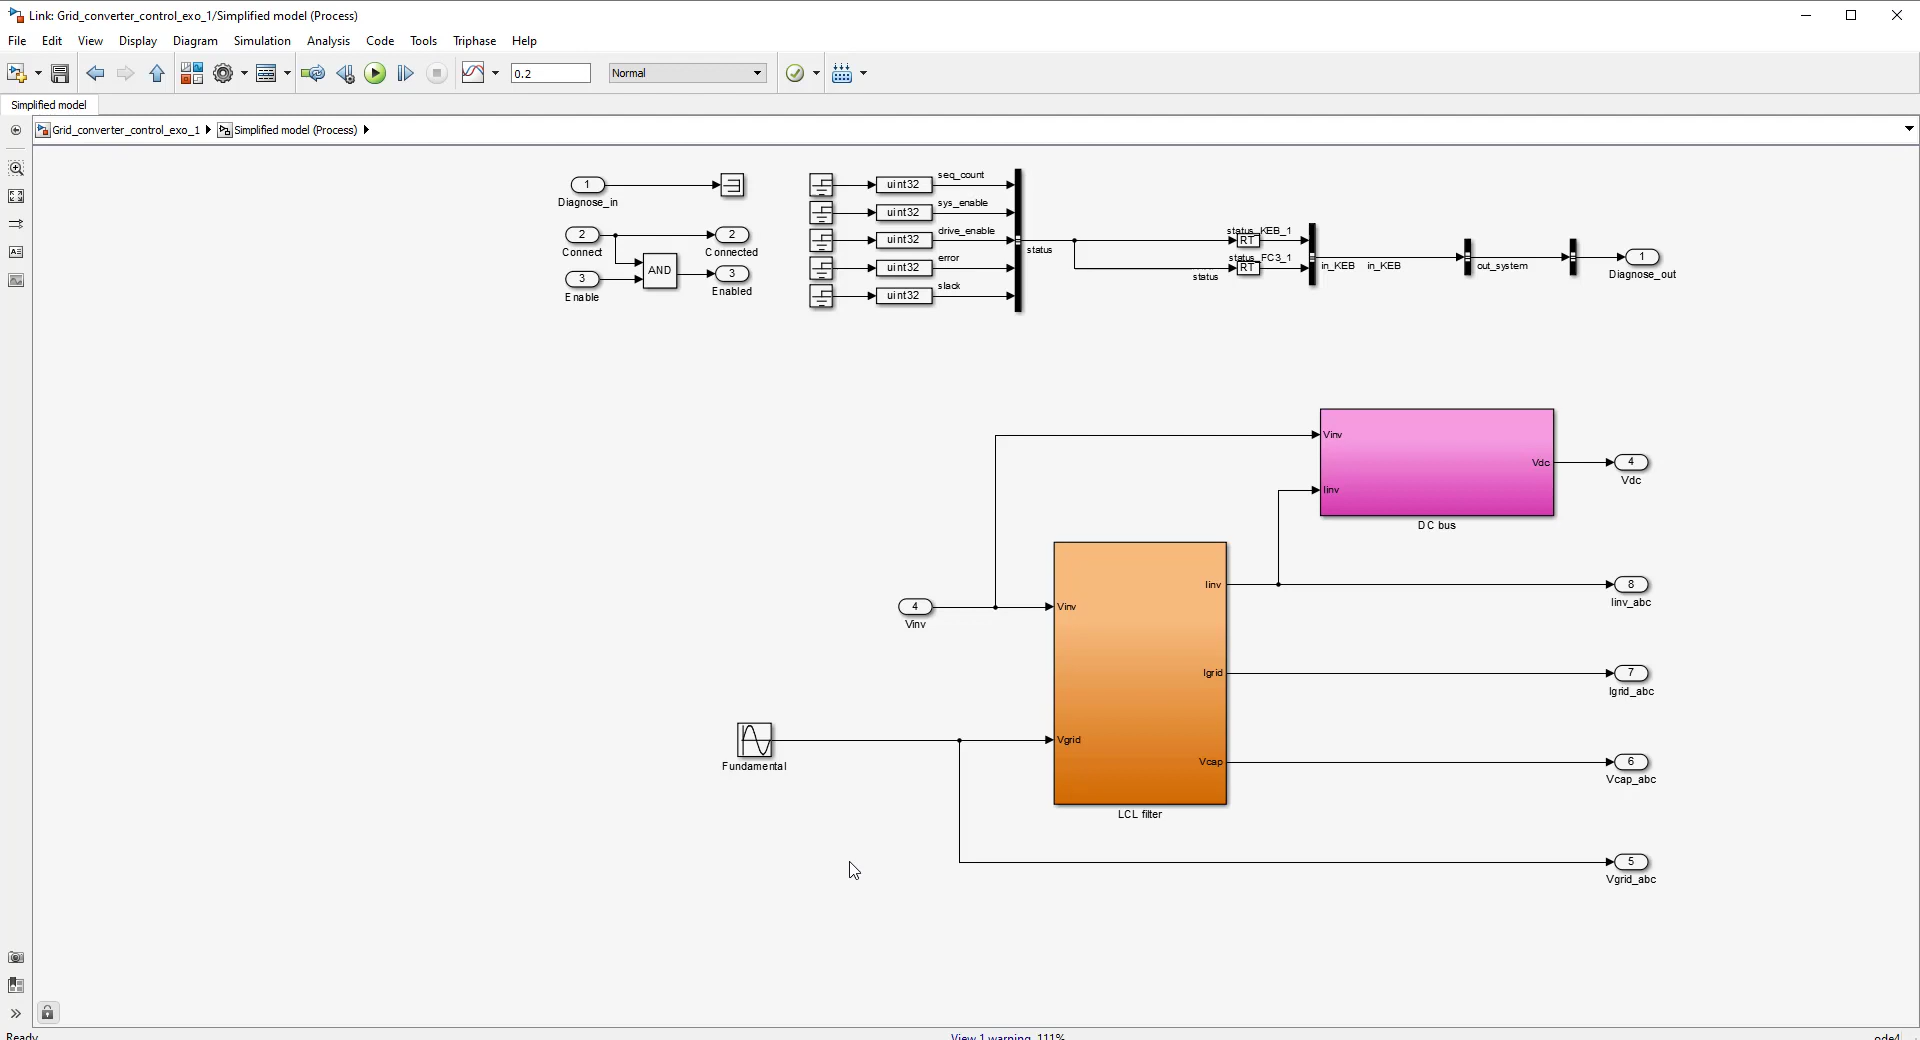 Link: Grid_converter_control_exo_1/Simplified model (Process)
File Edit View Display Diagram Simulation Analysis Code Tools Triphase Help
0.2 Normal
Simplified model
Grid_converter_control_exo_1 Simplified model (Process)
1
Diagnose_in
2
Connect
3
Enable
AND
2
Connected
3
Enabled
uint32 seq_count
uint32 sys_enable
uint32 drive_enable
uint32 error
uint32 slack
status
status_KEB_1
RT
status_FC3_1
RT
status
in_KEB in_KEB
out_system
1
Diagnose_out
Vinv
Iinv
Vdc
DC bus
4
Vdc
4
Vinv
Vinv
Vgrid
Iinv
Igrid
Vcap
LCL filter
8
Iinv_abc
7
Igrid_abc
6
Vcap_abc
5
Vgrid_abc
Fundamental
Ready View 1 warning 111% ode4